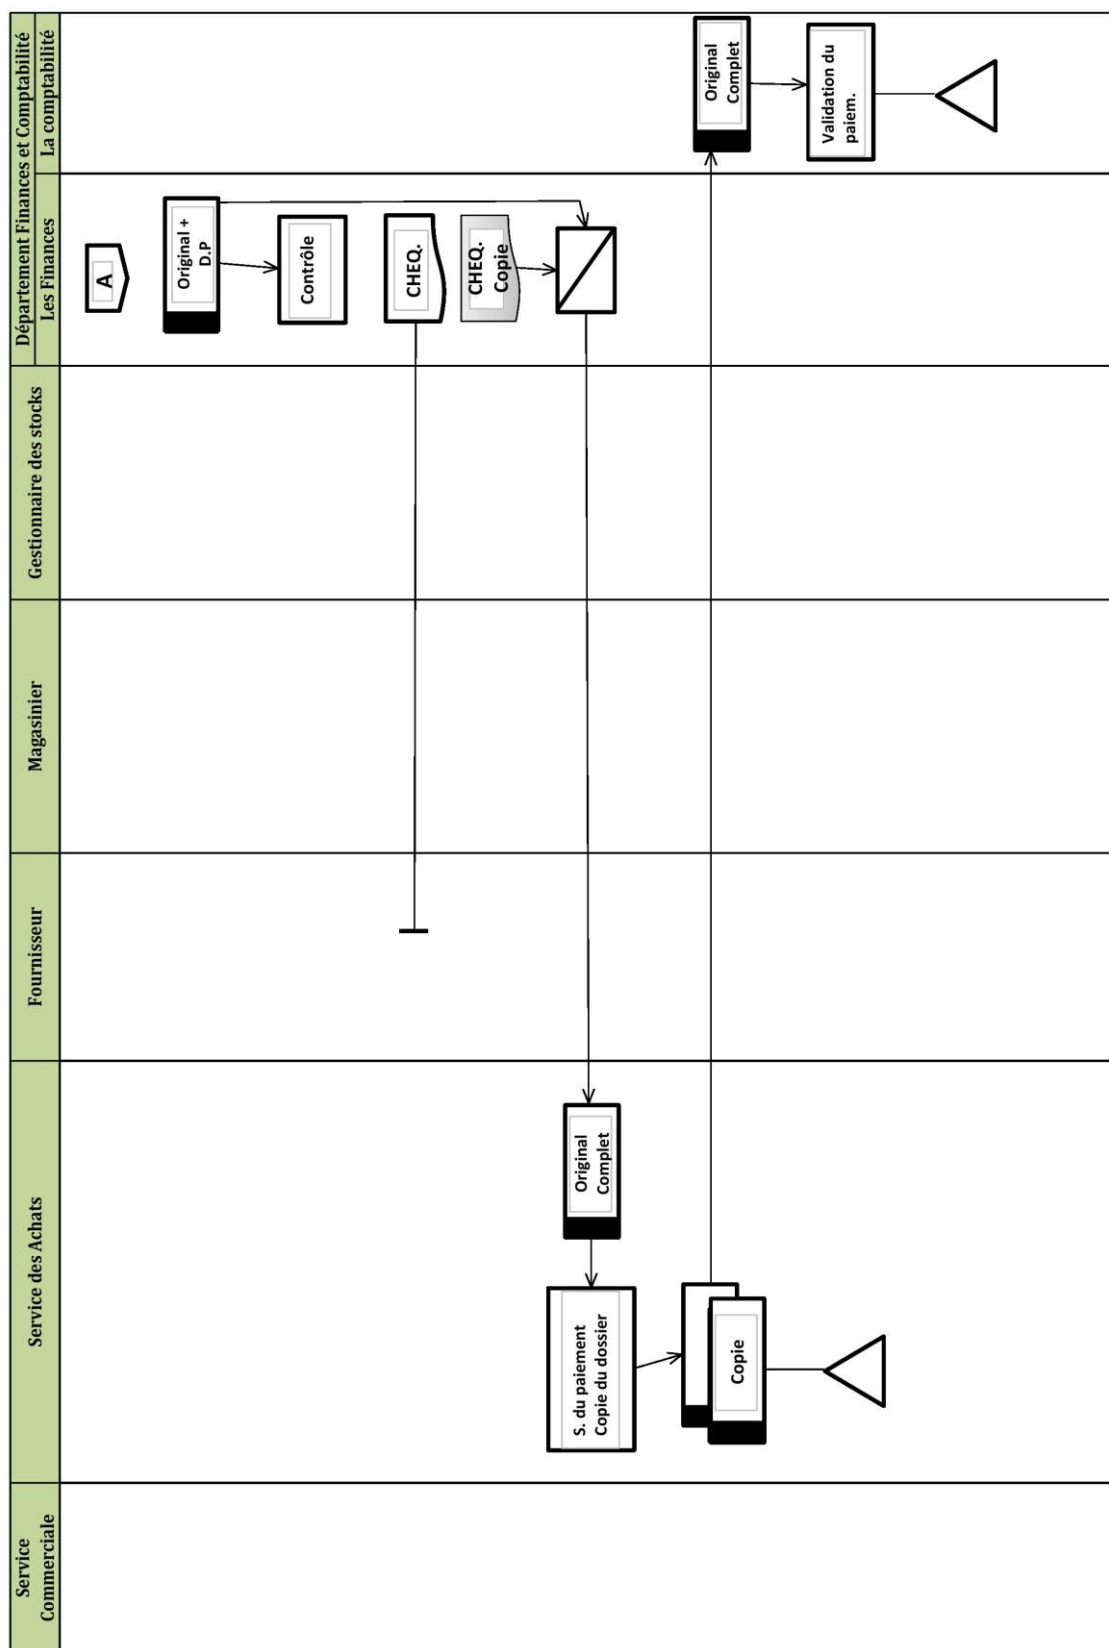 Service
Commerciale
Service des Achats
Fournisseur
Magasinier
Gestionnaire des stocks
Département Finances et Comptabilité
Les Finances
La comptabilité
A
Original +
D.P
Contrôle
CHEQ.
CHEQ.
Copie
Original
Complet
S. du paiement
Copie du dossier
Copie
Original
Complet
Validation du
paiem.